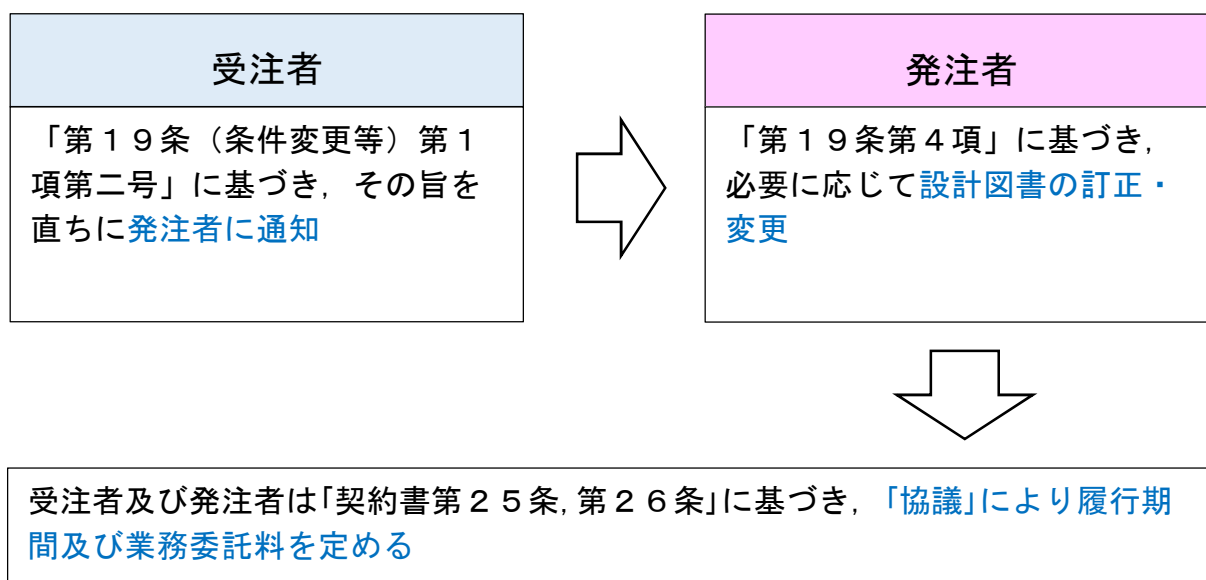 受注者
「第１９条（条件変更等）第１
項第二号」に基づき，その旨を
直ちに発注者に通知
発注者
「第１９条第４項」に基づき，
必要に応じて設計図書の訂正・
変更
受注者及び発注者は「契約書第２５条，第２６条」に基づき，「協議」により履行期
間及び業務委託料を定める